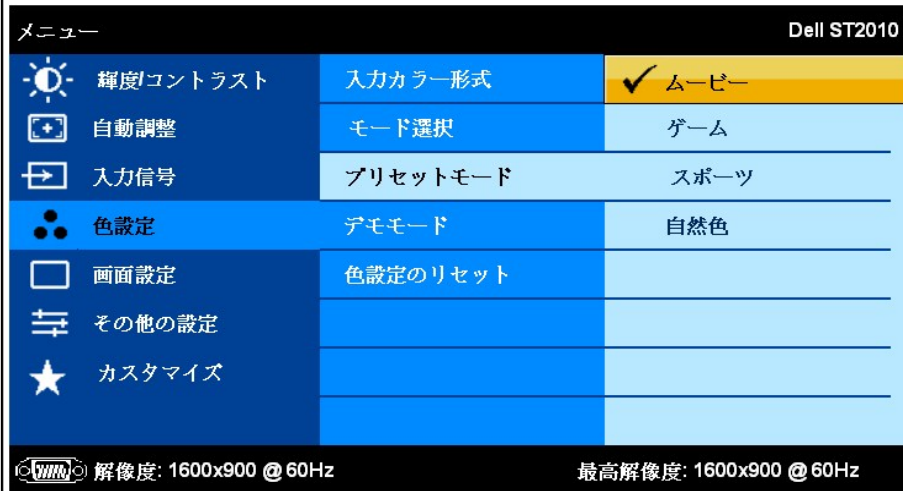 メニュー Dell ST2010
輝度/コントラスト 入力カラー形式 ムービー
自動調整 モード選択 ゲーム
入力信号 プリセットモード スポーツ
色設定 デモモード 自然色
画面設定 色設定のリセット
その他の設定
カスタマイズ
解像度: 1600x900 @60Hz 最高解像度: 1600x900 @60Hz